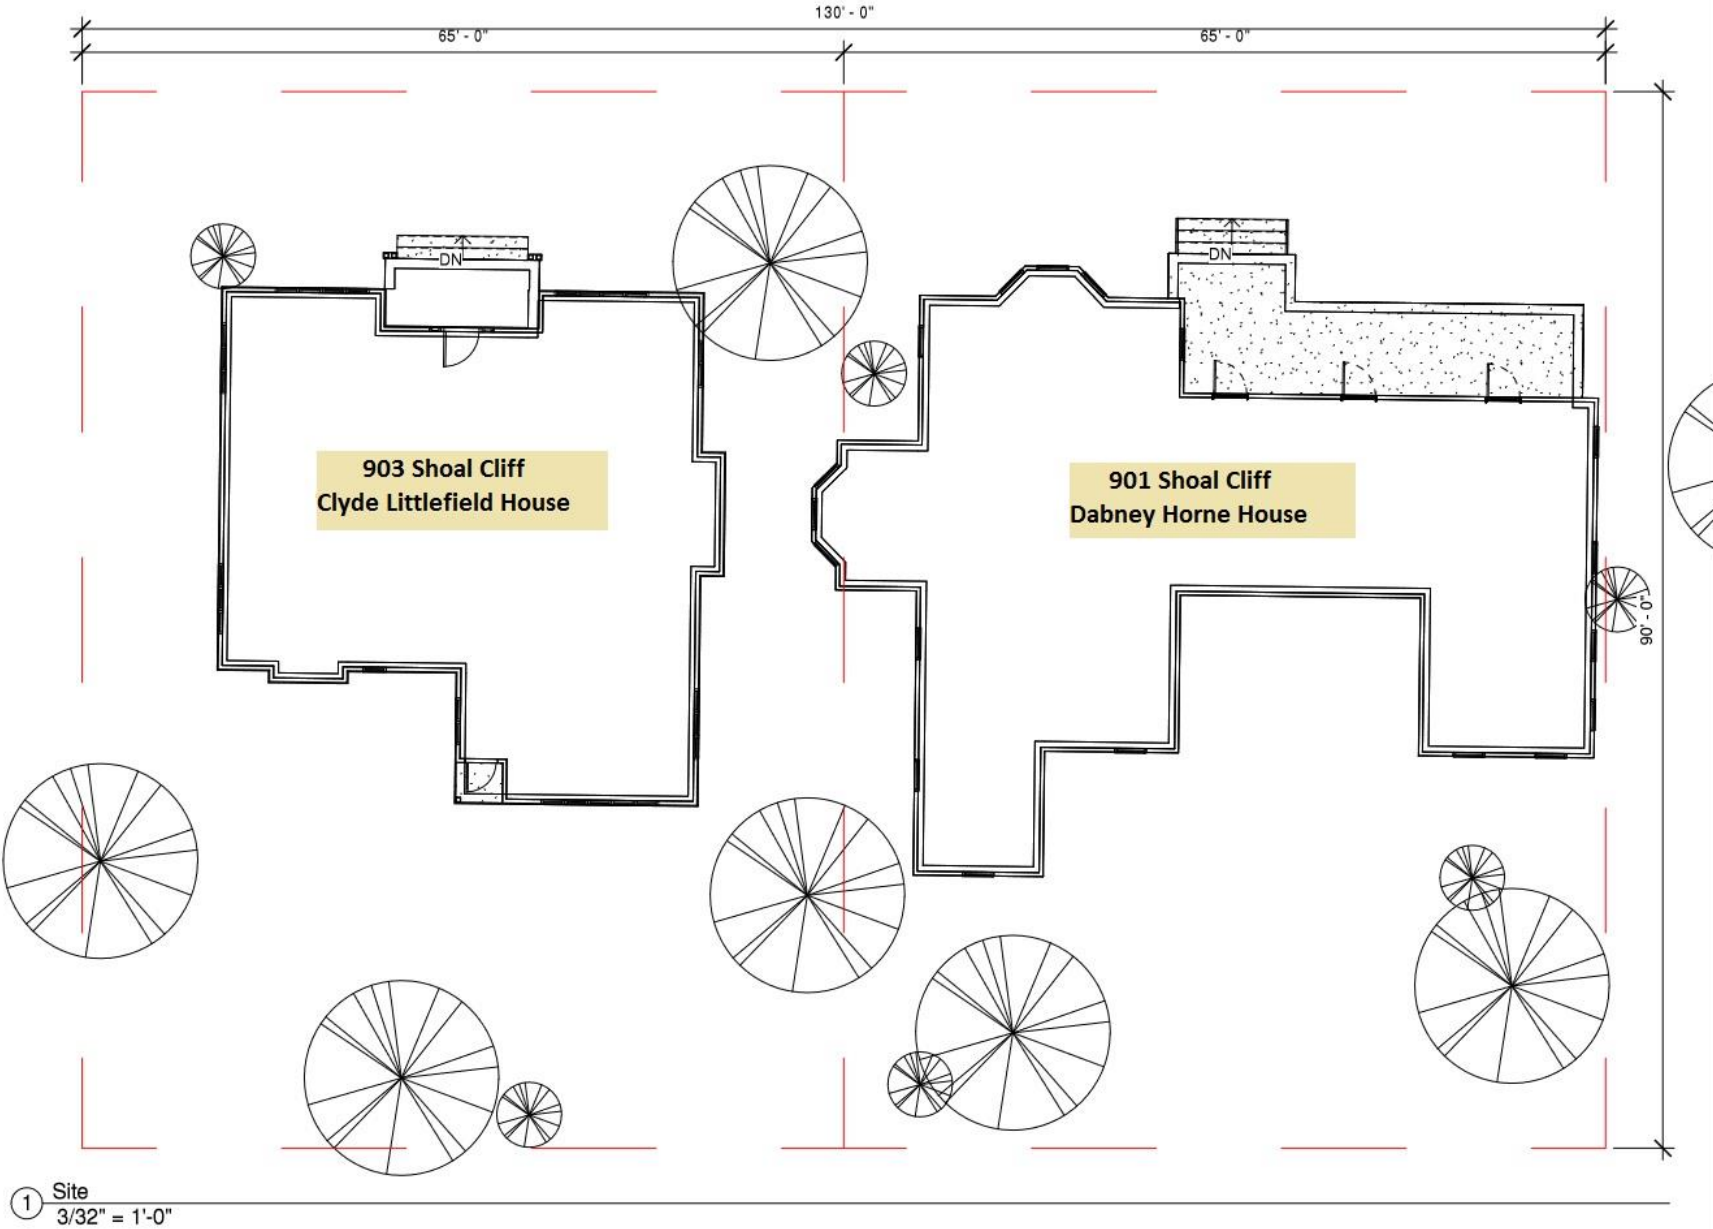 130' - 0"
65' - 0"
65' - 0"
DN
DN
903 Shoal Cliff
Clyde Littlefield House
901 Shoal Cliff
Dabney Horne House
90' - 0"
1
Site
3/32" = 1'-0"